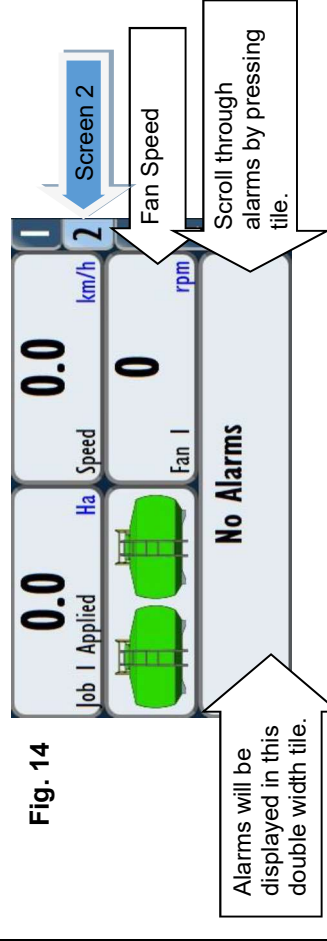 Fig. 14
0.0
Job 1 Applied Ha
0.0
Speed km/h
1
2
Screen 2
Fan 1
0
rpm
Fan Speed
No Alarms
Scroll through
alarms by pressing
tile.
Alarms will be
displayed in this
double width tile.